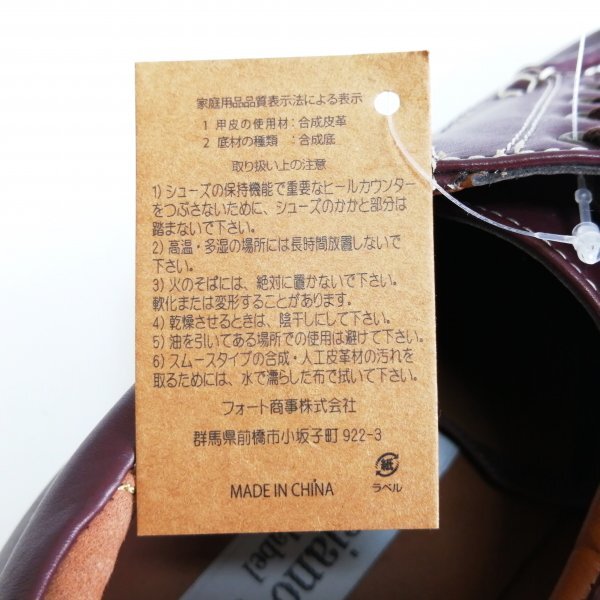 家庭用品品質表示法による表示
1 甲皮の使用材：合成皮革
2 底材の種類 ：合成底
取り扱い上の注意
1) シューズの保持機能で重要なヒールカウンター
をつぶさないために、シューズのかかと部分は
踏まないで下さい。
2) 高温・多湿の場所には長時間放置しないで
下さい。
3) 火のそばには、絶対に置かないで下さい。
軟化または変形することがあります。
4) 乾燥させるときは、陰干しにして下さい。
5) 油を引いてある場所での使用は避けて下さい。
6) スムースタイプの合成・人工皮革材の汚れを
取るためには、水で濡らした布で拭いて下さい。
フォート商事株式会社
群馬県前橋市小坂子町 922-3
紙
MADE IN CHINA ラベル
piano
label